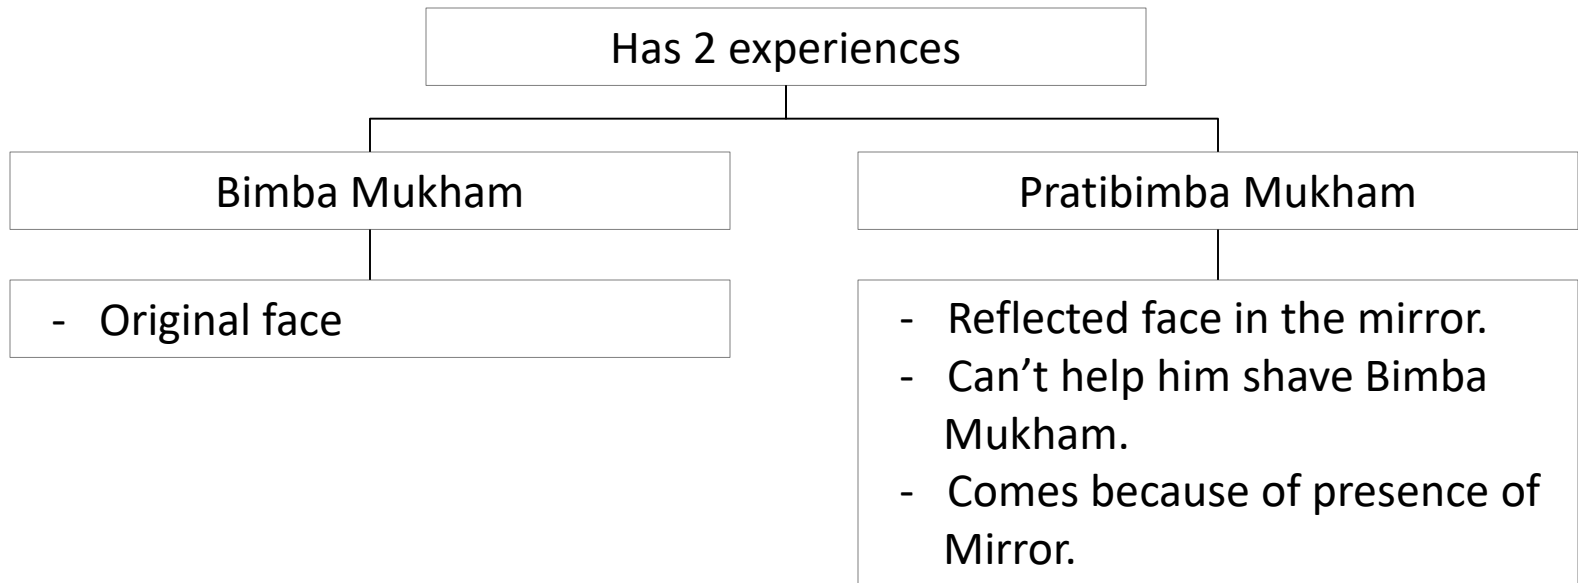 Has 2 experiences
Bimba Mukham
Pratibimba Mukham
- Original face
- Reflected face in the mirror.
- Can’t help him shave Bimba
Mukham.
- Comes because of presence of
Mirror.